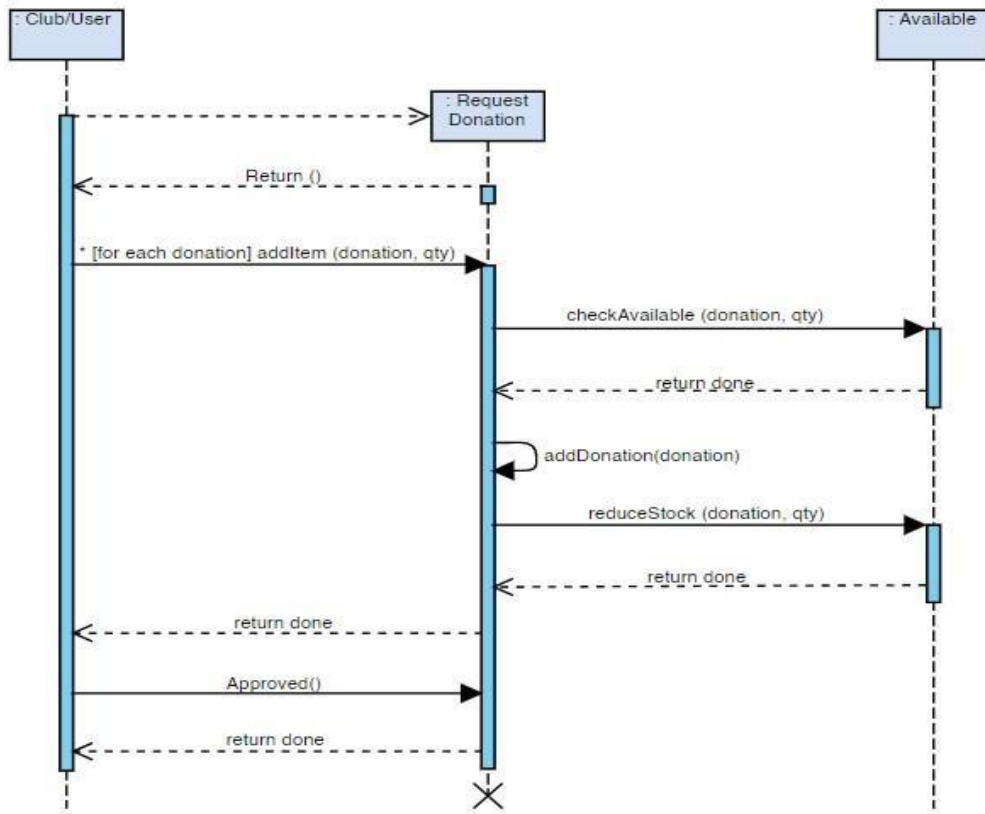 : Club/User
: Available
: Request
Donation
Return ()
* [for each donation] addItem (donation, qty)
checkAvailable (donation, qty)
return done
addDonation(donation)
reduceStock (donation, qty)
return done
return done
Approved()
return done